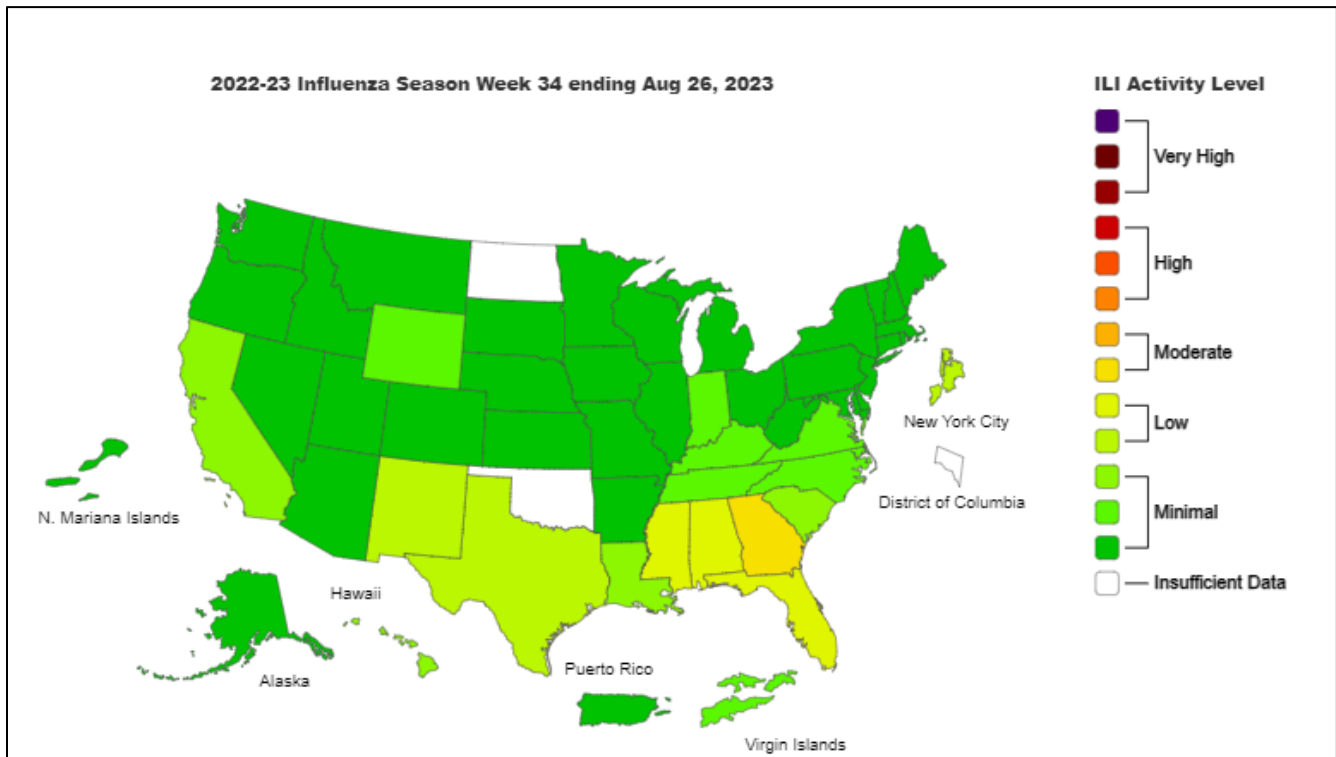 2022-23 Influenza Season Week 34 ending Aug 26, 2023
ILI Activity Level
Very High
High
Moderate
Low
Minimal
Insufficient Data
New York City
District of Columbia
N. Mariana Islands
Hawaii
Alaska
Puerto Rico
Virgin Islands